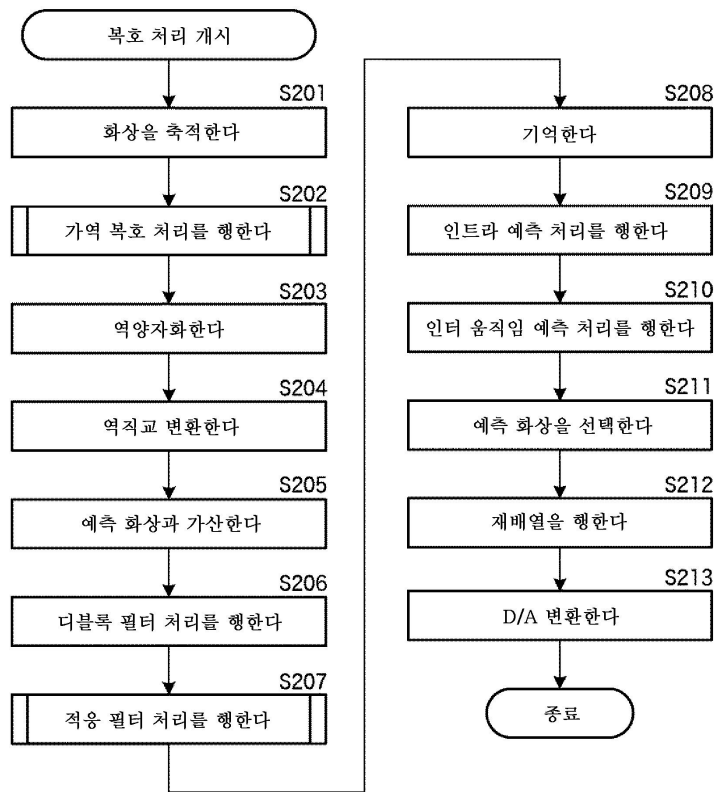 복호 처리 개시
S201
화상을 축적한다
S202
가역 복호 처리를 행한다
S203
역양자화한다
S204
역직교 변환한다
S205
예측 화상과 가산한다
S206
디블록 필터 처리를 행한다
S207
적응 필터 처리를 행한다
S208
기억한다
S209
인트라 예측 처리를 행한다
S210
인터 움직임 예측 처리를 행한다
S211
예측 화상을 선택한다
S212
재배열을 행한다
S213
D/A 변환한다
종료